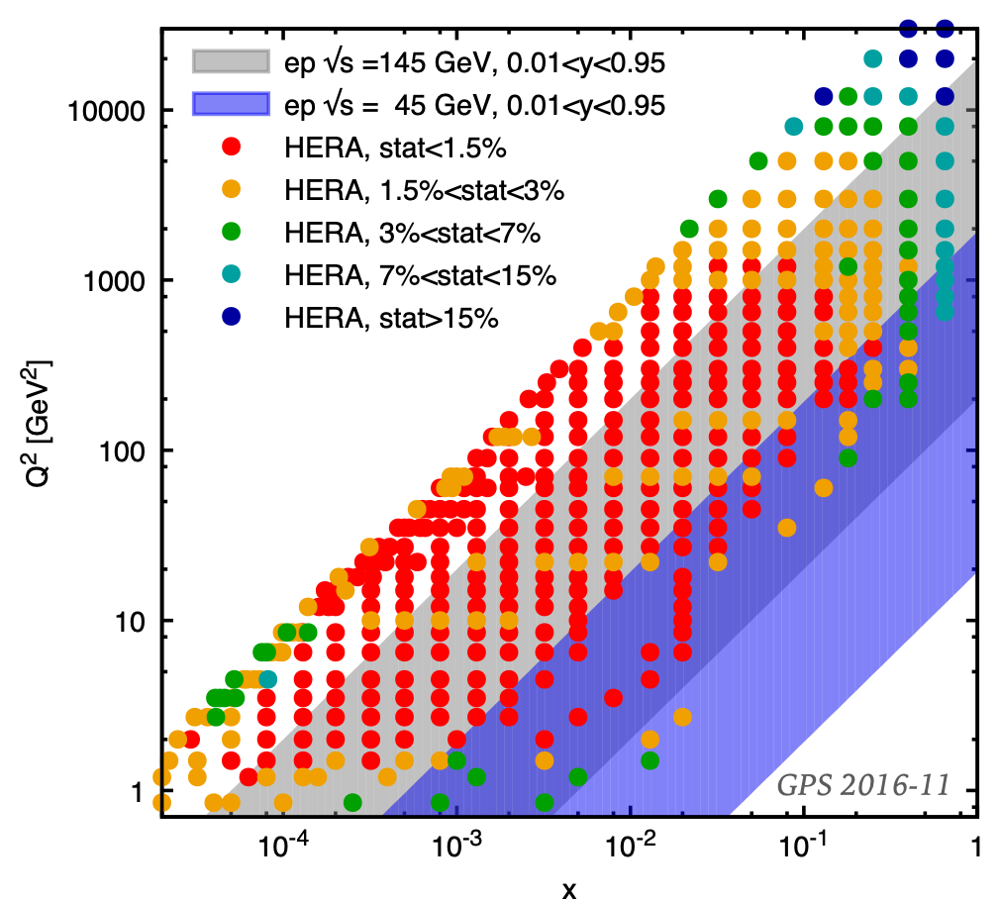 ep √s =145 GeV, 0.01<y<0.95
ep √s = 45 GeV, 0.01<y<0.95
HERA, stat<1.5%
HERA, 1.5%<stat<3%
HERA, 3%<stat<7%
HERA, 7%<stat<15%
HERA, stat>15%
10000
1000
100
10
1
Q² [GeV²]
GPS 2016-11
10⁻⁴ 10⁻³ 10⁻² 10⁻¹ 1
x